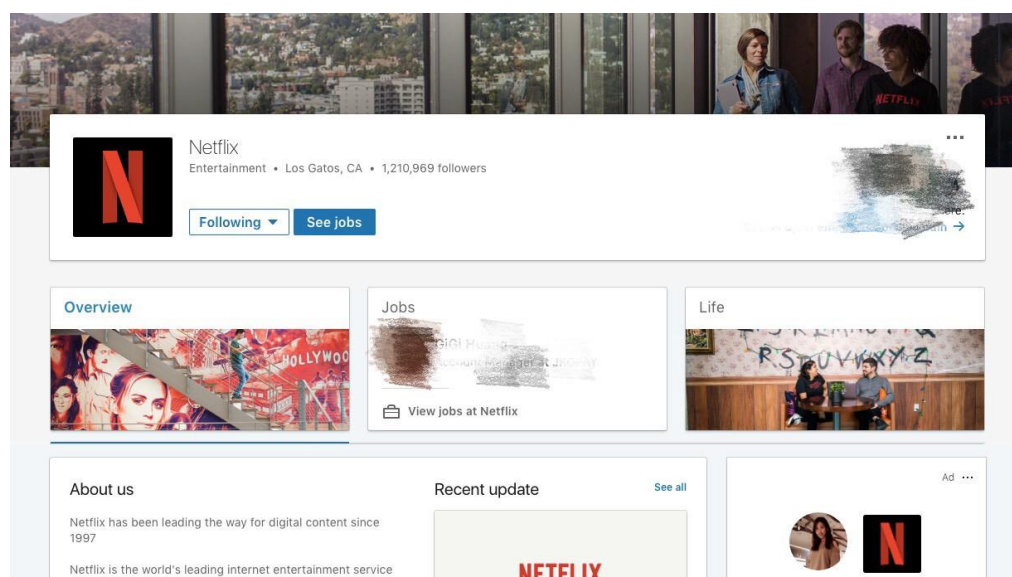 NETFLIX
Netflix
Entertainment • Los Gatos, CA • 1,210,969 followers
Following
See jobs
Overview
Jobs
Life
HOLLYWOO
RSTUVWXYZ
View jobs at Netflix
About us
Recent update
See all
Ad
Netflix has been leading the way for digital content since
1997
Netflix is the world's leading internet entertainment service
NETFLIX